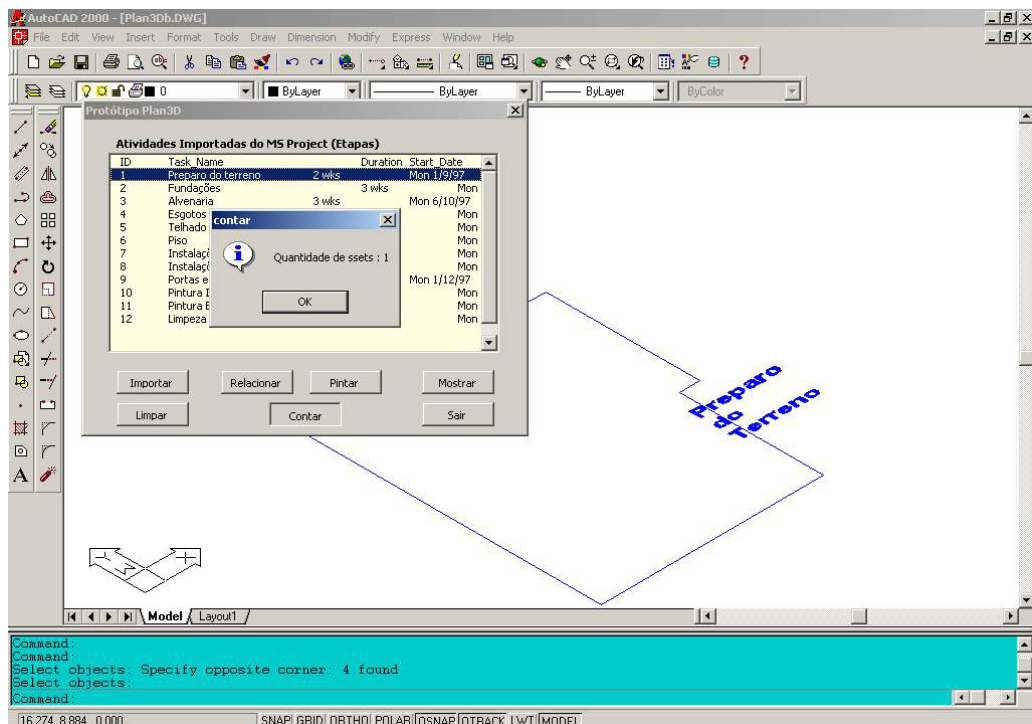 AutoCAD 2000 - [Plan3Db.DWG]
File Edit View Insert Format Tools Draw Dimension Modify Express Window Help
0 ByLayer ByLayer ByLayer ByColor
Protótipo Plan3D
Atividades Importadas do MS Project (Etapas)
ID Task_Name Duration Start_Date
1 Preparo do terreno 2 wks Mon 1/9/97
2 Fundações 3 wks Mon
3 Alvenaria 3 wks Mon 6/10/97
4 Esgotos Mon
5 Telhado Mon
6 Piso Mon
7 Instalaçõ Mon
8 Instalaçõ Mon
9 Portas e Mon 1/12/97
10 Pintura I Mon
11 Pintura E Mon
12 Limpeza Mon
contar
Quantidade de ssets : 1
OK
Importar Relacionar Pintar Mostrar
Limpar Contar Sair
Preparo
do
Terreno
A
Model Layout1
Command:
Command:
Select objects: Specify opposite corner: 4 found
Select objects:
Command:
16.274, 8.884, 0.000 SNAP GRID ORTHO POLAR OSNAP OTRACK LWT MODEL